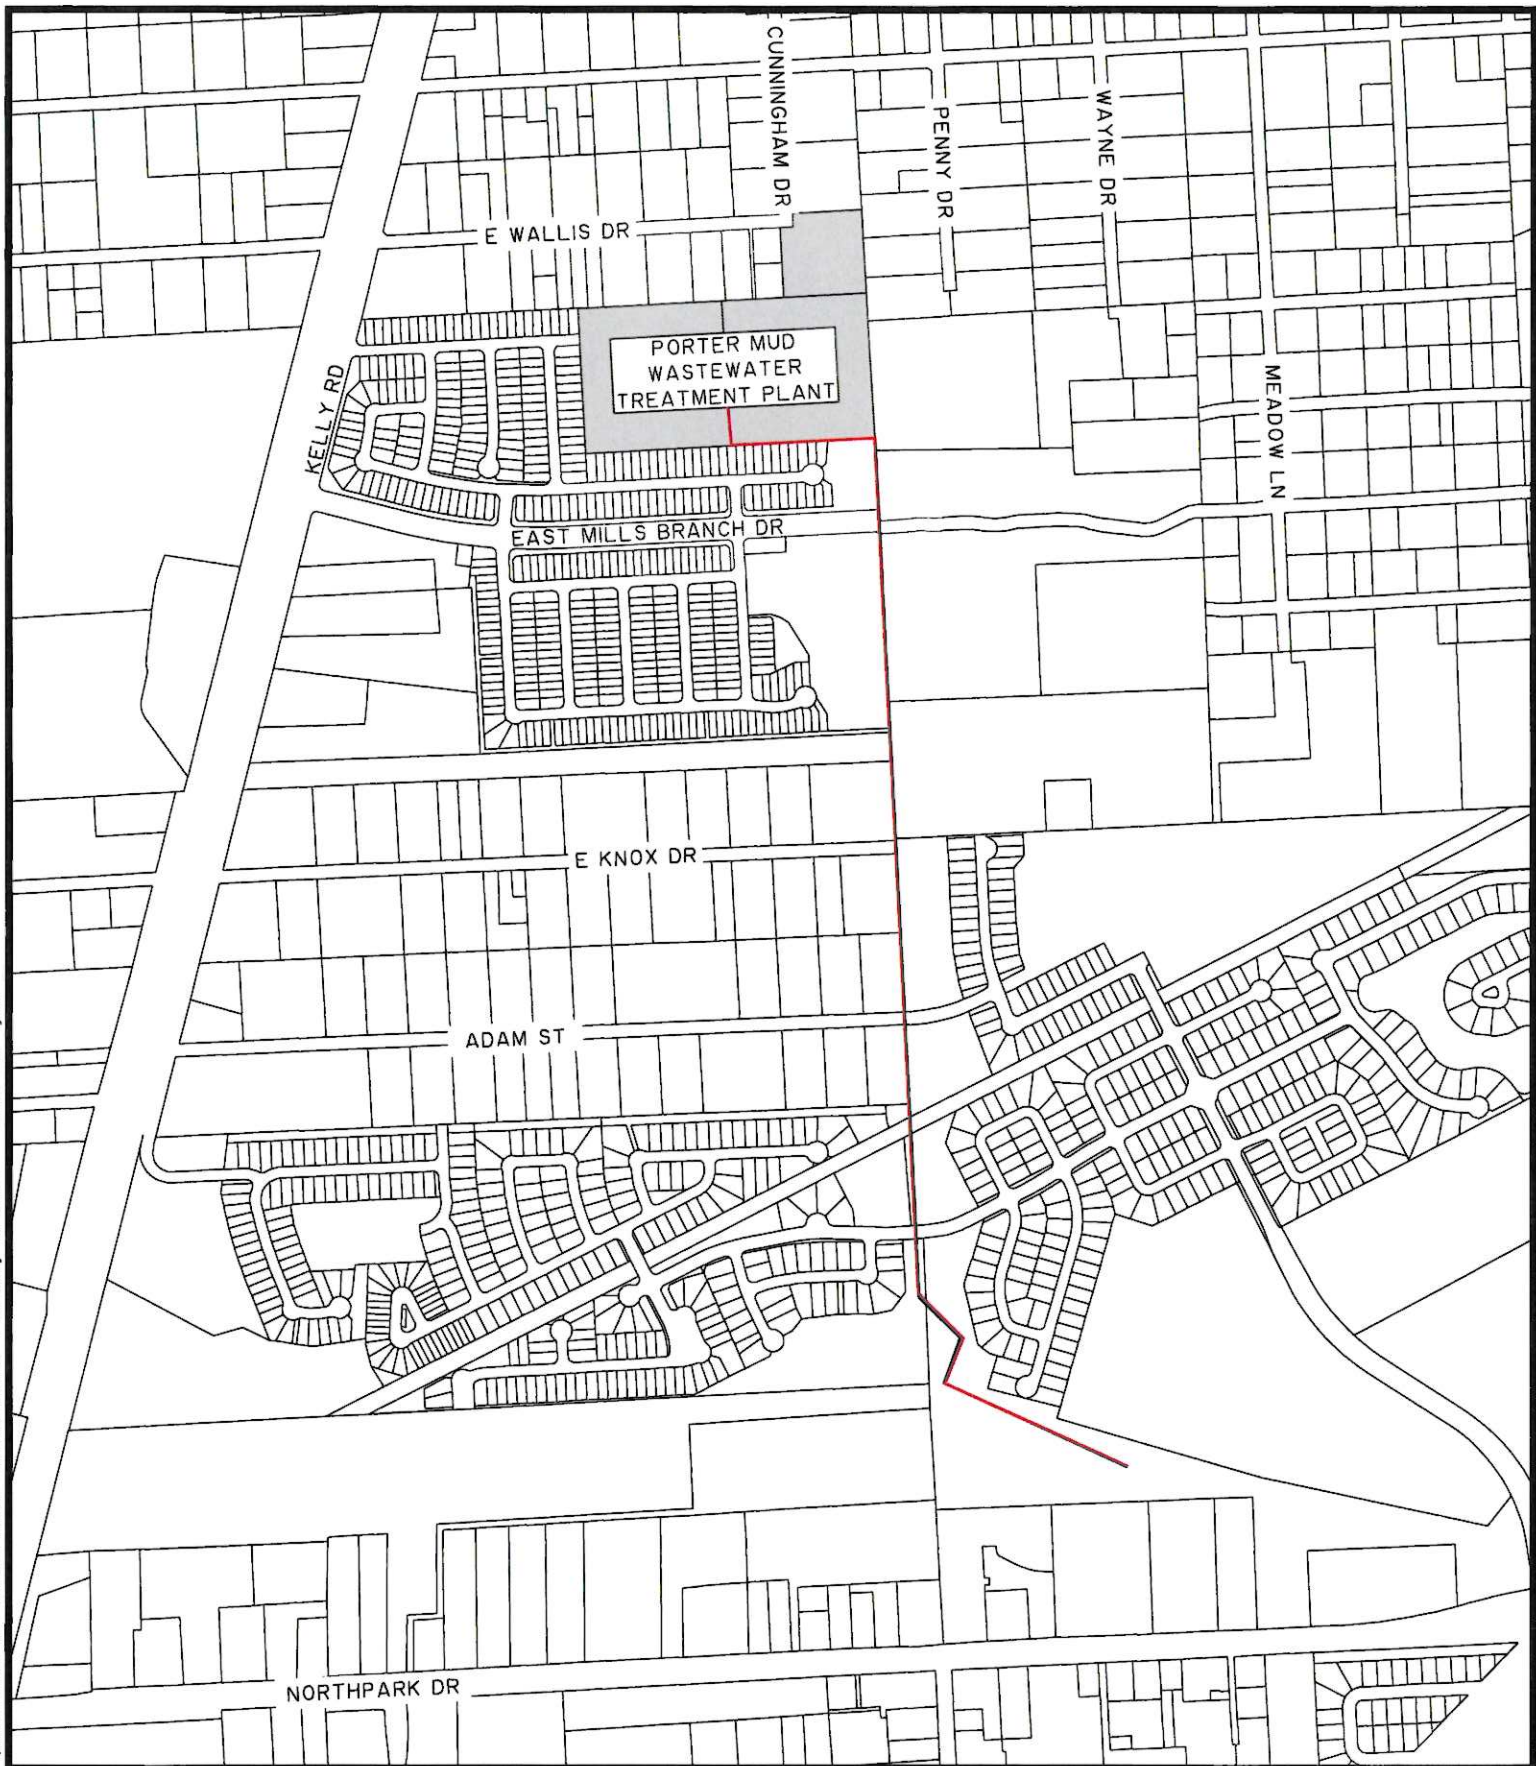 CUNNINGHAM DR
PENNY DR
WAYNE DR
E WALLIS DR
PORTER MUD
WASTEWATER
TREATMENT PLANT
KELLY RD
MEADOW LN
EAST MILLS BRANCH DR
E KNOX DR
ADAM ST
NORTHPARK DR